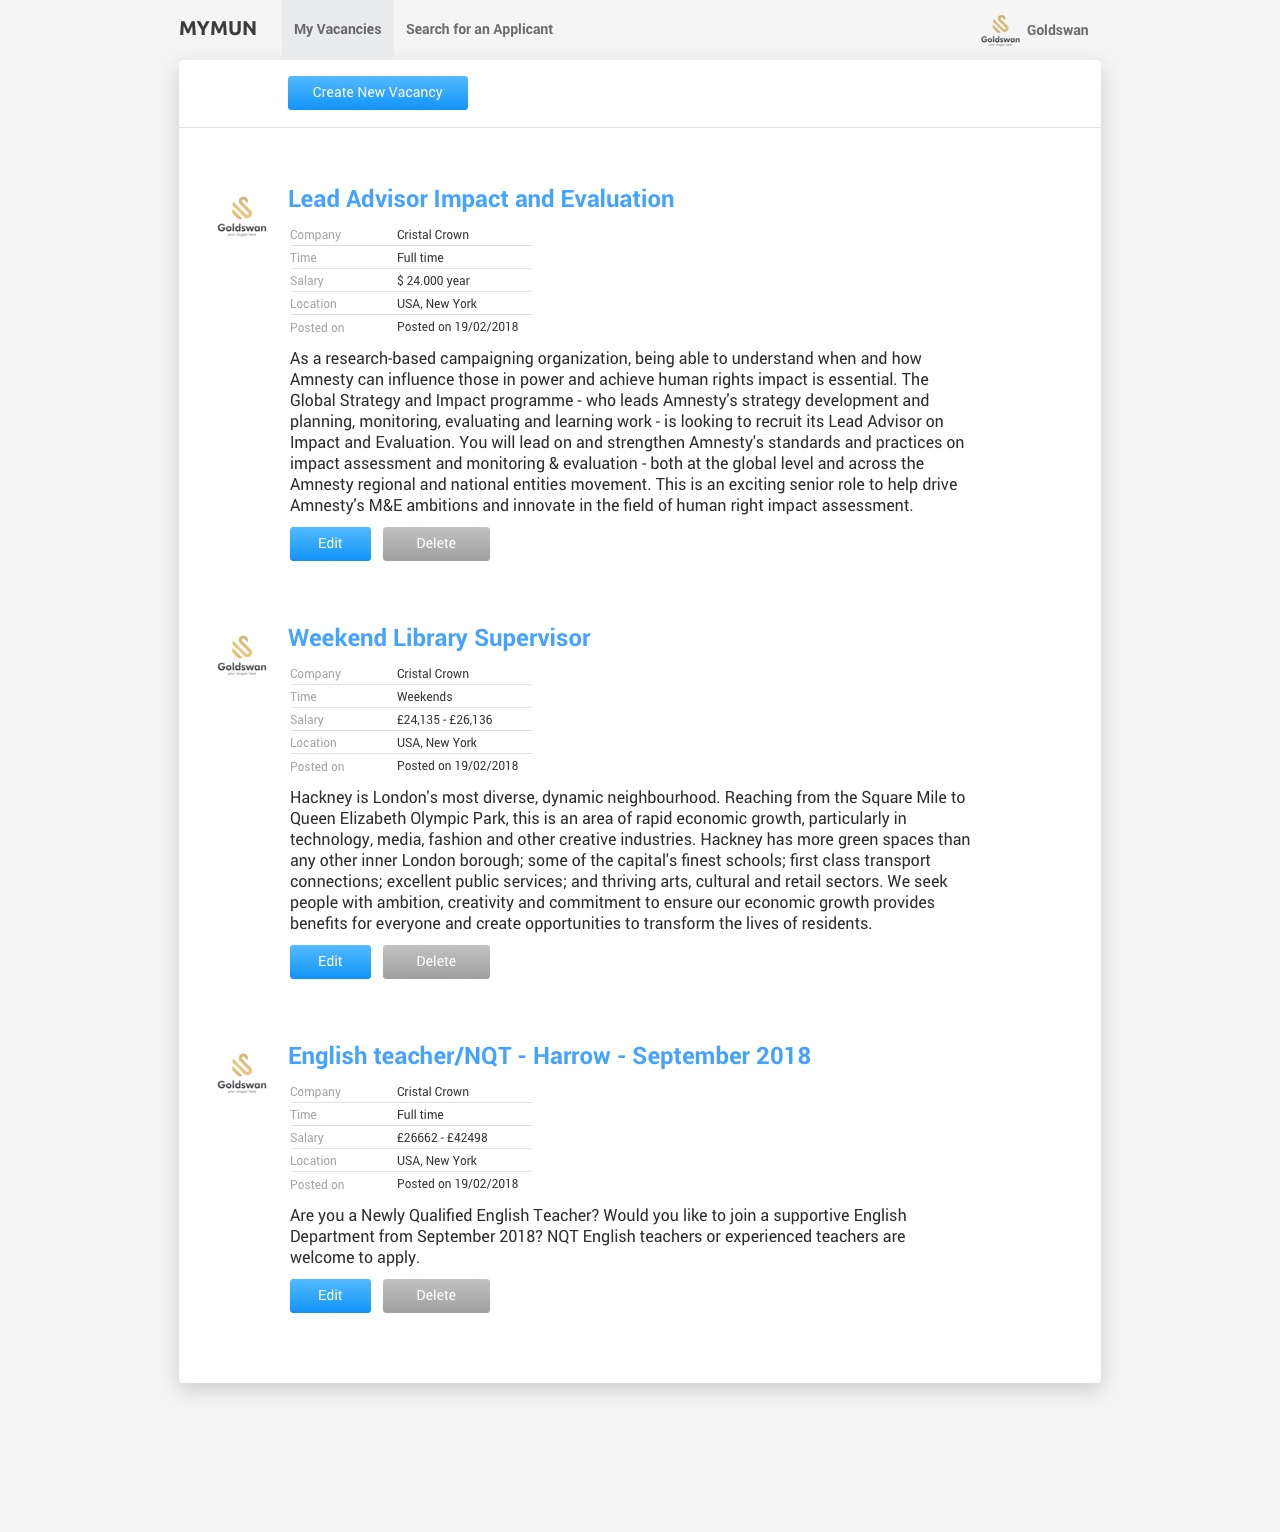 MYMUN
My Vacancies
Search for an Applicant
Goldswan
Goldswan
Create New Vacancy
Goldswan
your slogan here
Lead Advisor Impact and Evaluation
Company Cristal Crown
Time Full time
Salary $ 24.000 year
Location USA, New York
Posted on Posted on 19/02/2018
As a research-based campaigning organization, being able to understand when and how
Amnesty can influence those in power and achieve human rights impact is essential. The
Global Strategy and Impact programme - who leads Amnesty's strategy development and
planning, monitoring, evaluating and learning work - is looking to recruit its Lead Advisor on
Impact and Evaluation. You will lead on and strengthen Amnesty's standards and practices on
impact assessment and monitoring & evaluation - both at the global level and across the
Amnesty regional and national entities movement. This is an exciting senior role to help drive
Amnesty's M&E ambitions and innovate in the field of human right impact assessment.
Edit
Delete
Goldswan
your slogan here
Weekend Library Supervisor
Company Cristal Crown
Time Weekends
Salary £24,135 - £26,136
Location USA, New York
Posted on Posted on 19/02/2018
Hackney is London's most diverse, dynamic neighbourhood. Reaching from the Square Mile to
Queen Elizabeth Olympic Park, this is an area of rapid economic growth, particularly in
technology, media, fashion and other creative industries. Hackney has more green spaces than
any other inner London borough; some of the capital's finest schools; first class transport
connections; excellent public services; and thriving arts, cultural and retail sectors. We seek
people with ambition, creativity and commitment to ensure our economic growth provides
benefits for everyone and create opportunities to transform the lives of residents.
Edit
Delete
Goldswan
your slogan here
English teacher/NQT - Harrow - September 2018
Company Cristal Crown
Time Full time
Salary £26662 - £42498
Location USA, New York
Posted on Posted on 19/02/2018
Are you a Newly Qualified English Teacher? Would you like to join a supportive English
Department from September 2018? NQT English teachers or experienced teachers are
welcome to apply.
Edit
Delete